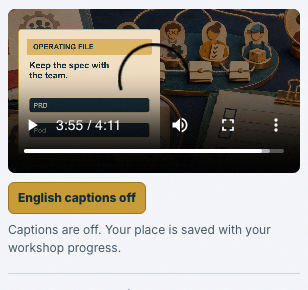 OPERATING FILE
Keep the spec with
the team.
PRD
Pod
3:55 / 4:11
English captions off
Captions are off. Your place is saved with your
workshop progress.